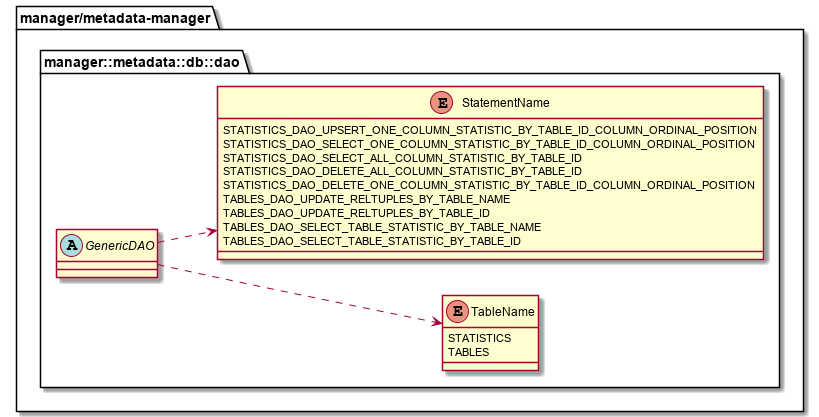 manager/metadata-manager
manager::metadata::db::dao
E StatementName
STATISTICS_DAO_UPSERT_ONE_COLUMN_STATISTIC_BY_TABLE_ID_COLUMN_ORDINAL_POSITION
STATISTICS_DAO_SELECT_ONE_COLUMN_STATISTIC_BY_TABLE_ID_COLUMN_ORDINAL_POSITION
STATISTICS_DAO_SELECT_ALL_COLUMN_STATISTIC_BY_TABLE_ID
STATISTICS_DAO_DELETE_ALL_COLUMN_STATISTIC_BY_TABLE_ID
STATISTICS_DAO_DELETE_ONE_COLUMN_STATISTIC_BY_TABLE_ID_COLUMN_ORDINAL_POSITION
TABLES_DAO_UPDATE_RELTUPLES_BY_TABLE_NAME
TABLES_DAO_UPDATE_RELTUPLES_BY_TABLE_ID
TABLES_DAO_SELECT_TABLE_STATISTIC_BY_TABLE_NAME
TABLES_DAO_SELECT_TABLE_STATISTIC_BY_TABLE_ID
A GenericDAO
E TableName
STATISTICS
TABLES